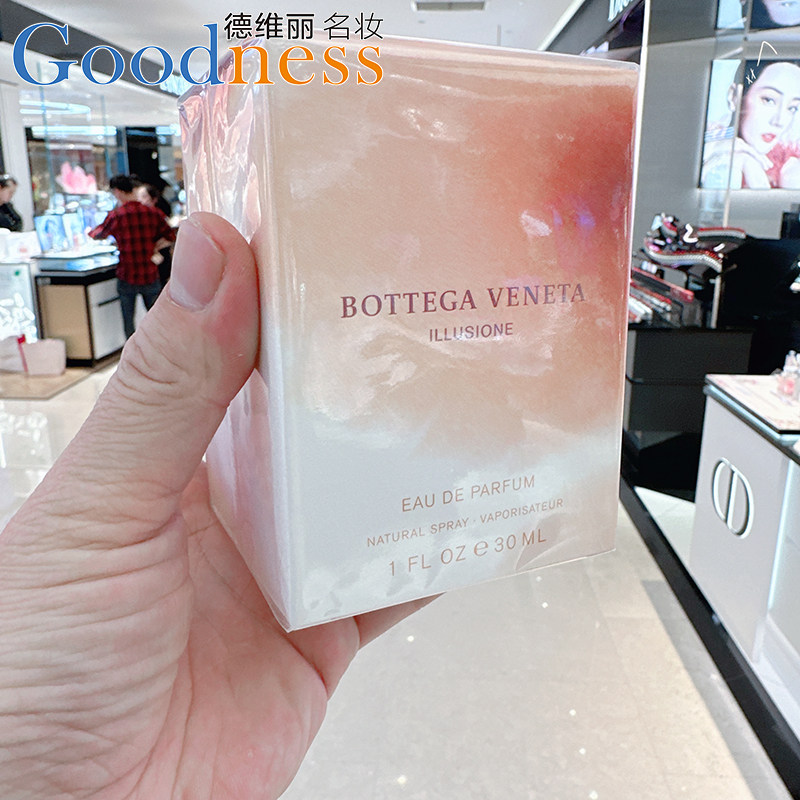 德维丽 名妆
Goodness
BOTTEGA VENETA
ILLUSIONE
EAU DE PARFUM
NATURAL SPRAY · VAPORISATEUR
1 FL OZ e 30 ML
CD